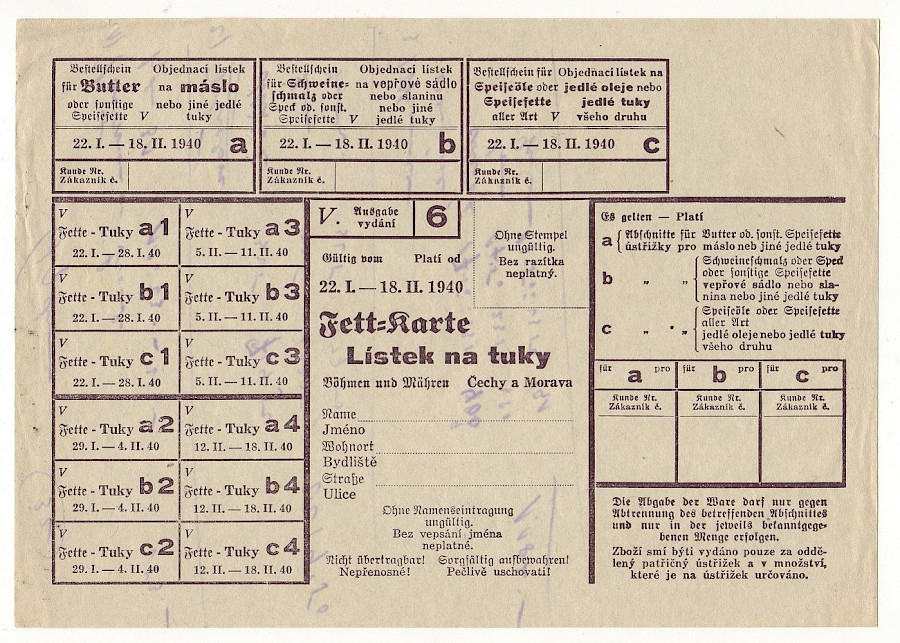 Bestellschein Objednací lístek
für Butter na máslo
oder sonstige nebo jiné jedlé
Speisefette V tuky
22. I. — 18. II. 1940 a
Kunde Nr.
Zákazník č.
Bestellschein Objednací lístek
für Schweine- na vepřové sádlo
schmalz oder nebo slaninu
Speck od. sonst. nebo jiné
Speisefette V jedlé tuky
22. I. — 18. II. 1940 b
Kunde Nr.
Zákazník č.
Bestellschein für Objednací lístek na
Speiseöle oder jedlé oleje nebo
Speisefette jedlé tuky
aller Art V všeho druhu
22. I. — 18. II. 1940 c
Kunde Nr.
Zákazník č.
V
Fette - Tuky a1
22. I. — 28. I. 40
V
Fette - Tuky a3
5. II. — 11. II. 40
V
Fette - Tuky b1
22. I. — 28. I. 40
V
Fette - Tuky b3
5. II. — 11. II. 40
V
Fette - Tuky c1
22. I. — 28. I. 40
V
Fette - Tuky c3
5. II. — 11. II. 40
V
Fette - Tuky a2
29. I. — 4. II. 40
V
Fette - Tuky a4
12. II. — 18. II. 40
V
Fette - Tuky b2
29. I. — 4. II. 40
V
Fette - Tuky b4
12. II. — 18. II. 40
V
Fette - Tuky c2
29. I. — 4. II. 40
V
Fette - Tuky c4
12. II. — 18. II. 40
V. Ausgabe 6
vydání
Gültig vom Platí od
22. I. — 18. II. 1940
Ohne Stempel
ungültig.
Bez razítka
neplatný.
Fett-Karte
Lístek na tuky
Böhmen und Mähren Čechy a Morava
Name
Jméno
Wohnort
Bydliště
Straße
Ulice
Ohne Namenseintragung
ungültig.
Bez vepsání jména
neplatné.
Nicht übertragbar! Sorgfältig aufbewahren!
Nepřenosné! Pečlivě uschovati!
Es gelten — Platí
a Abschnitte für Butter od. sonst. Speisefette
ústřižky pro máslo neb jiné jedlé tuky
Schweineschmalz oder Speck
b „ „ oder sonstige Speisefette
vepřové sádlo nebo sla-
nina nebo jiné jedlé tuky
Speiseöle oder Speisefette
c „ „ aller Art
jedlé oleje nebo jedlé tuky
všeho druhu
für a pro
Kunde Nr.
Zákazník č.
für b pro
Kunde Nr.
Zákazník č.
für c pro
Kunde Nr.
Zákazník č.
Die Abgabe der Ware darf nur gegen
Abtrennung des betreffenden Abschnittes
und nur in der jeweils bekanntgege-
benen Menge erfolgen.
Zboží smí býti vydáno pouze za oddě-
lený patřičný ústřižek a v množství,
které je na ústřižek určováno.